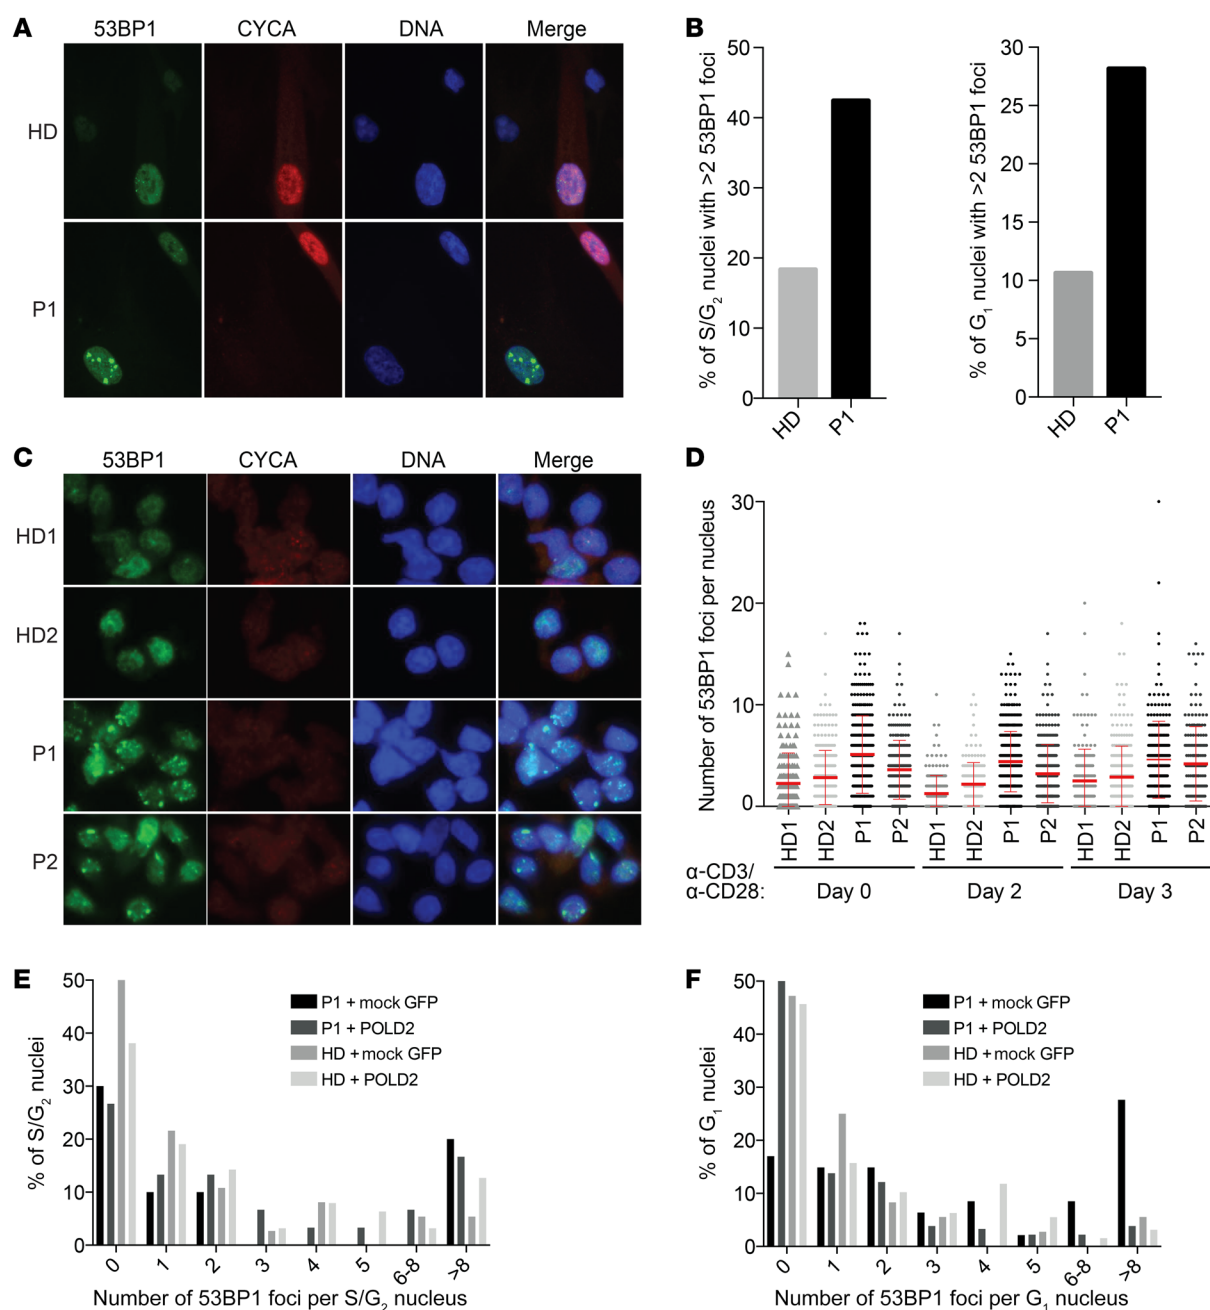 A
53BP1 CYCA DNA Merge
HD
P1
B
% of S/G2 nuclei with >2 53BP1 foci
50
40
30
20
10
0
HD P1
% of G1 nuclei with >2 53BP1 foci
30
25
20
15
10
5
0
HD P1
C
53BP1 CYCA DNA Merge
HD1
HD2
P1
P2
D
Number of 53BP1 foci per nucleus
30
20
10
0
HD1 HD2 P1 P2 HD1 HD2 P1 P2 HD1 HD2 P1 P2
α-CD3/
α-CD28: Day 0 Day 2 Day 3
E
% of S/G2 nuclei
50
40
30
20
10
0
P1 + mock GFP
P1 + POLD2
HD + mock GFP
HD + POLD2
0 1 2 3 4 5 6-8 >8
Number of 53BP1 foci per S/G2 nucleus
F
% of G1 nuclei
50
40
30
20
10
0
P1 + mock GFP
P1 + POLD2
HD + mock GFP
HD + POLD2
0 1 2 3 4 5 6-8 >8
Number of 53BP1 foci per G1 nucleus